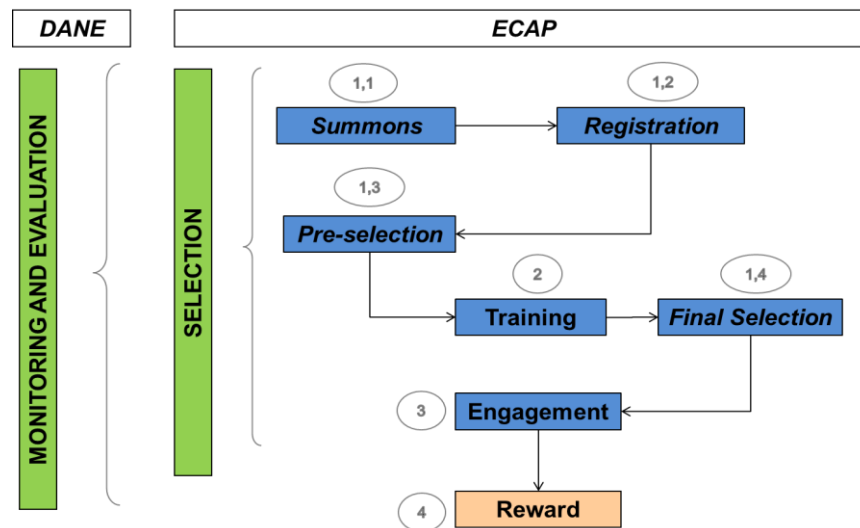 DANE
ECAP
MONITORING AND EVALUATION
SELECTION
1,1
1,2
Summons
Registration
1,3
Pre-selection
2
1,4
Training
Final Selection
3
Engagement
4
Reward